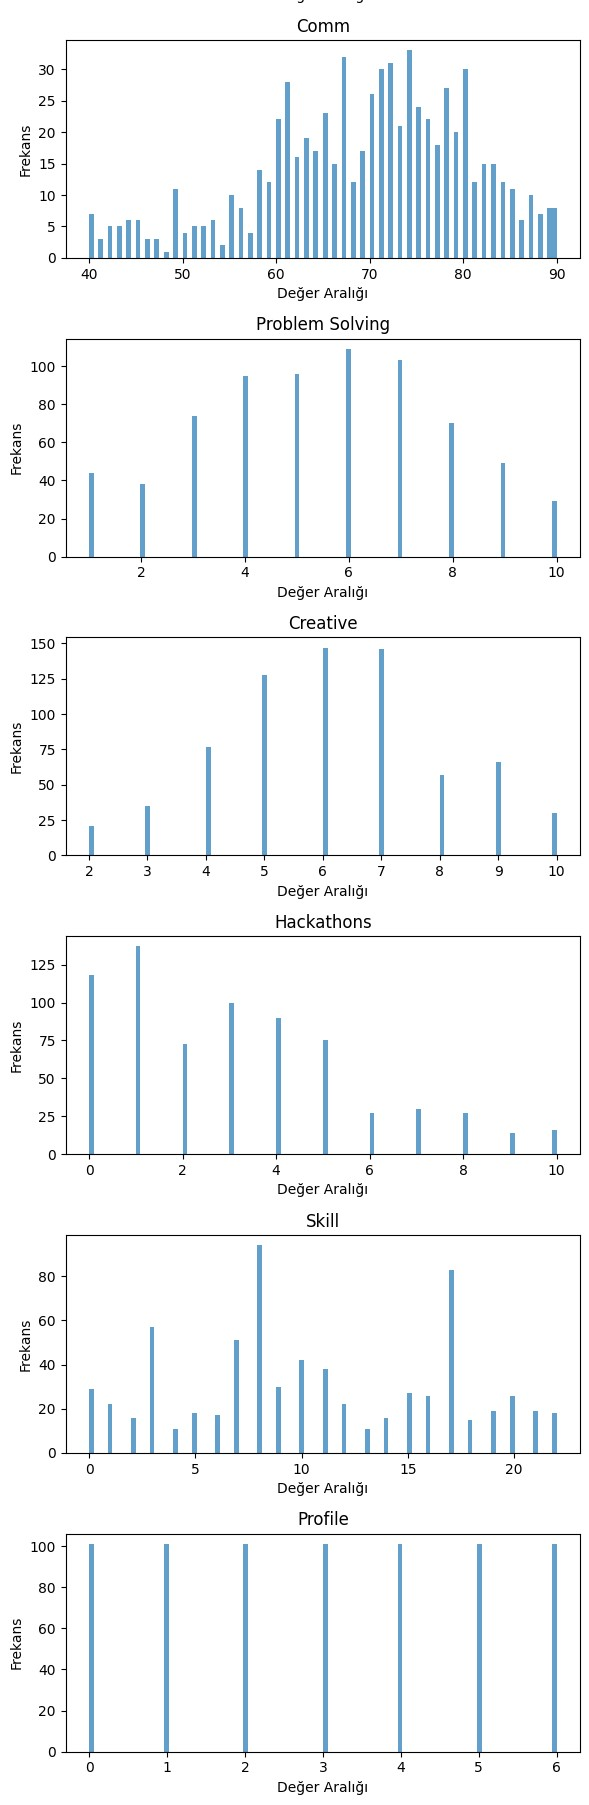 Comm
30
25
20
15
10
5
0
Frekans
40 50 60 70 80 90
Değer Aralığı
Problem Solving
100
80
60
40
20
0
Frekans
2 4 6 8 10
Değer Aralığı
Creative
150
125
100
75
50
25
0
Frekans
2 3 4 5 6 7 8 9 10
Değer Aralığı
Hackathons
125
100
75
50
25
0
Frekans
0 2 4 6 8 10
Değer Aralığı
Skill
80
60
40
20
0
Frekans
0 5 10 15 20
Değer Aralığı
Profile
100
80
60
40
20
0
Frekans
0 1 2 3 4 5 6
Değer Aralığı